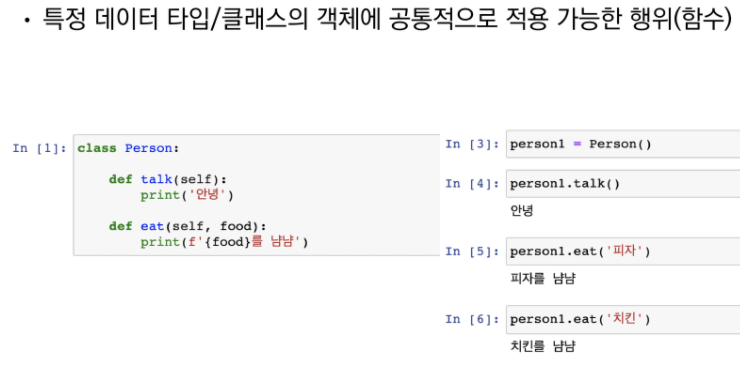 • 특정 데이터 타입/클래스의 객체에 공통적으로 적용 가능한 행위(함수)
In [1]: class Person:
    def talk(self):
        print('안녕')
    def eat(self, food):
        print(f'{food}를 냠냠')
In [3]: person1 = Person()
In [4]: person1.talk()
안녕
In [5]: person1.eat('피자')
피자를 냠냠
In [6]: person1.eat('치킨')
치킨를 냠냠